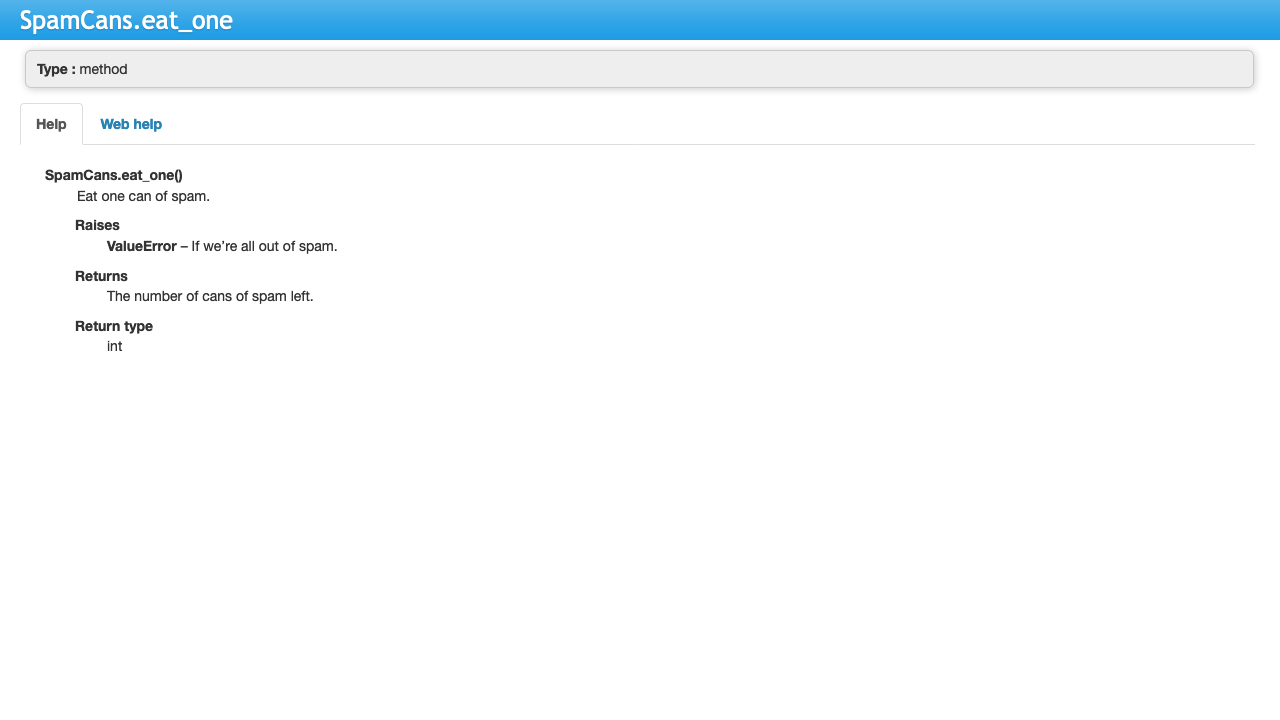 SpamCans.eat_one
Type : method
Help
Web help
SpamCans.eat_one()
Eat one can of spam.
Raises
ValueError – If we’re all out of spam.
Returns
The number of cans of spam left.
Return type
int